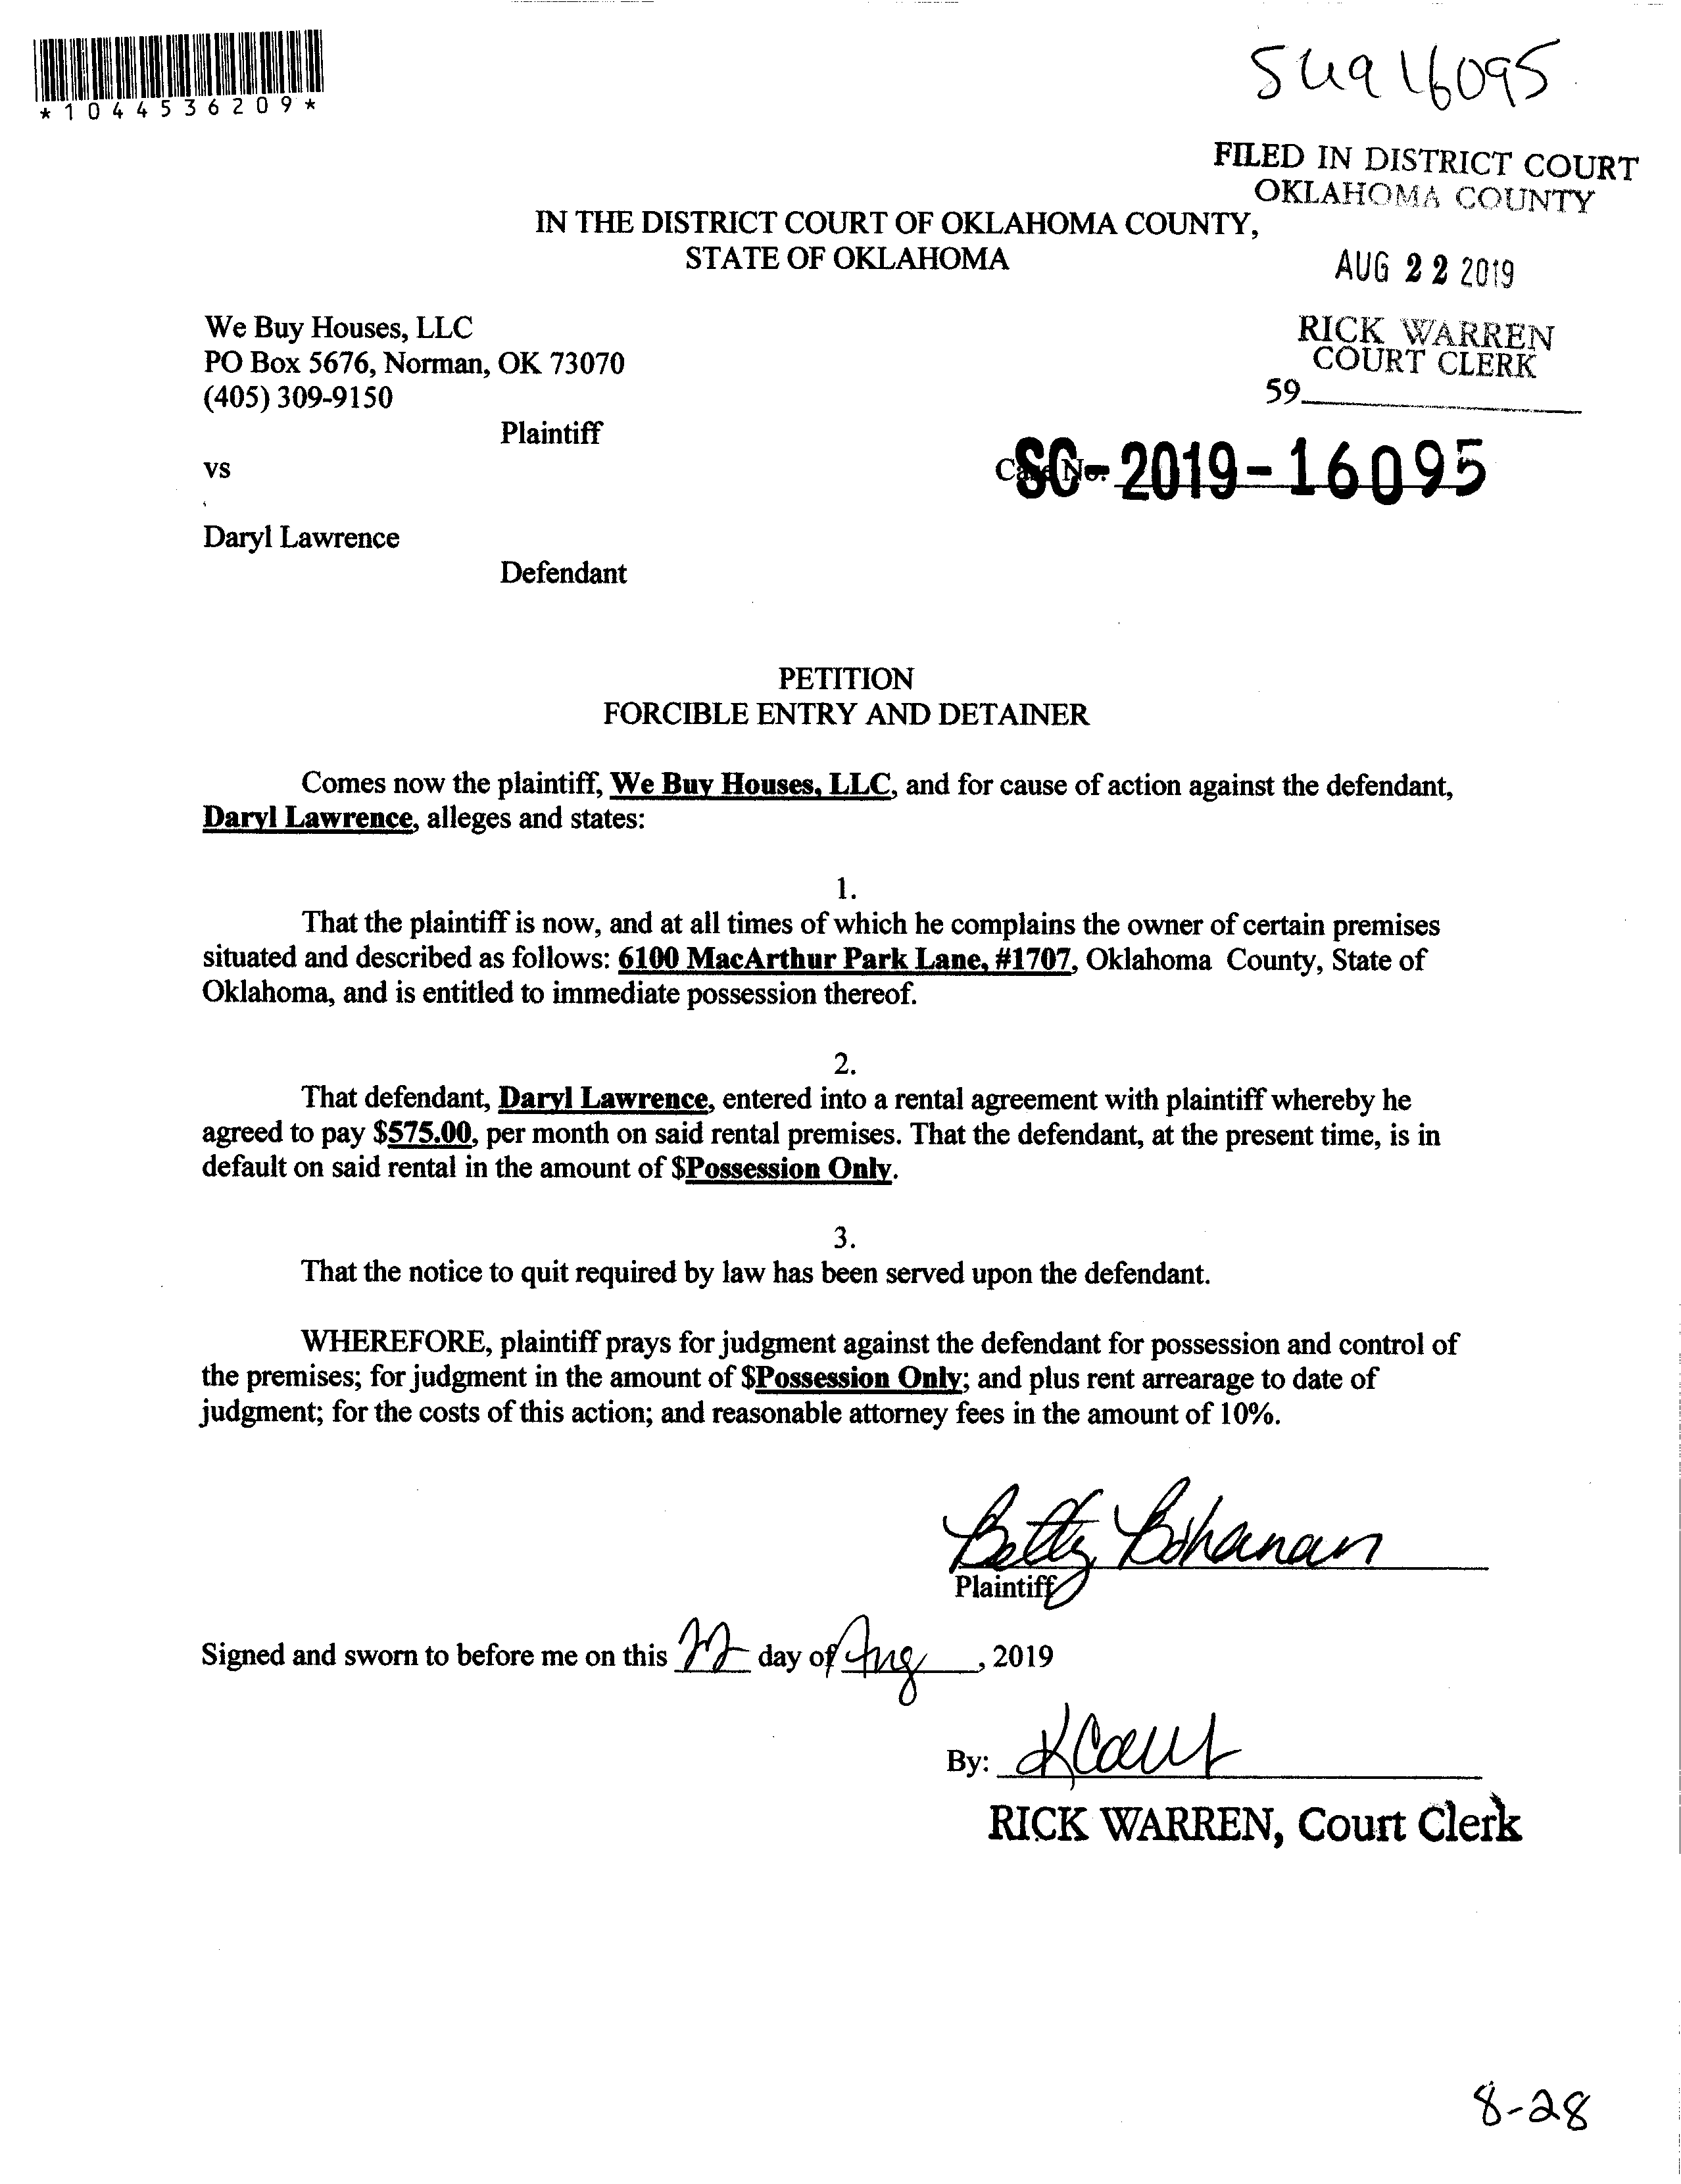 *1044536209*
FILED IN DISTRICT COURT
OKLAHOMA COUNTY
IN THE DISTRICT COURT OF OKLAHOMA COUNTY,
STATE OF OKLAHOMA
AUG 22 2019
We Buy Houses, LLC
PO Box 5676, Norman, OK 73070
(405) 309-9150
RICK WARREN
COURT CLERK
59
Plaintiff
vs
Case No. SC-2019-16095
Daryl Lawrence
Defendant
PETITION
FORCIBLE ENTRY AND DETAINER
Comes now the plaintiff, We Buy Houses, LLC, and for cause of action against the defendant,
Daryl Lawrence, alleges and states:
1.
That the plaintiff is now, and at all times of which he complains the owner of certain premises
situated and described as follows: 6100 MacArthur Park Lane, #1707, Oklahoma County, State of
Oklahoma, and is entitled to immediate possession thereof.
2.
That defendant, Daryl Lawrence, entered into a rental agreement with plaintiff whereby he
agreed to pay $575.00, per month on said rental premises. That the defendant, at the present time, is in
default on said rental in the amount of $Possession Only.
3.
That the notice to quit required by law has been served upon the defendant.
WHEREFORE, plaintiff prays for judgment against the defendant for possession and control of
the premises; for judgment in the amount of $Possession Only; and plus rent arrearage to date of
judgment; for the costs of this action; and reasonable attorney fees in the amount of 10%.
Betty Bohanan
Plaintiff
Signed and sworn to before me on this 22 day of Aug, 2019
By:
RICK WARREN, Court Clerk
8-28